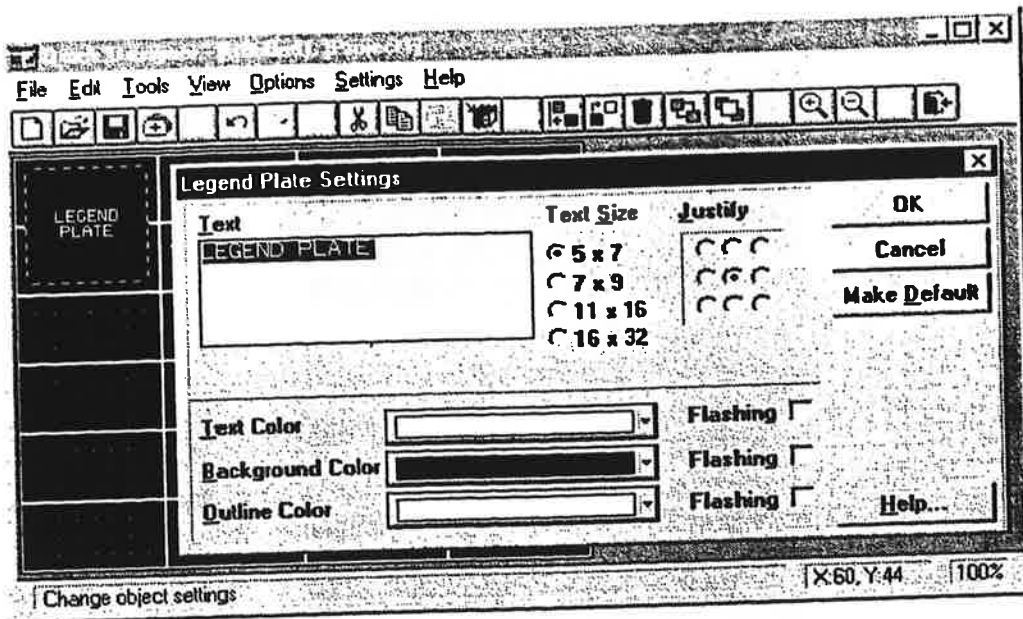 File Edit Tools View Options Settings Help
LEGEND
PLATE
Legend Plate Settings
Text
LEGEND PLATE
Text Size
5 x 7
7 x 9
11 x 16
16 x 32
Justify
OK
Cancel
Make Default
Text Color
Flashing
Background Color
Flashing
Outline Color
Flashing
Help...
Change object settings
X:60, Y:44
100%